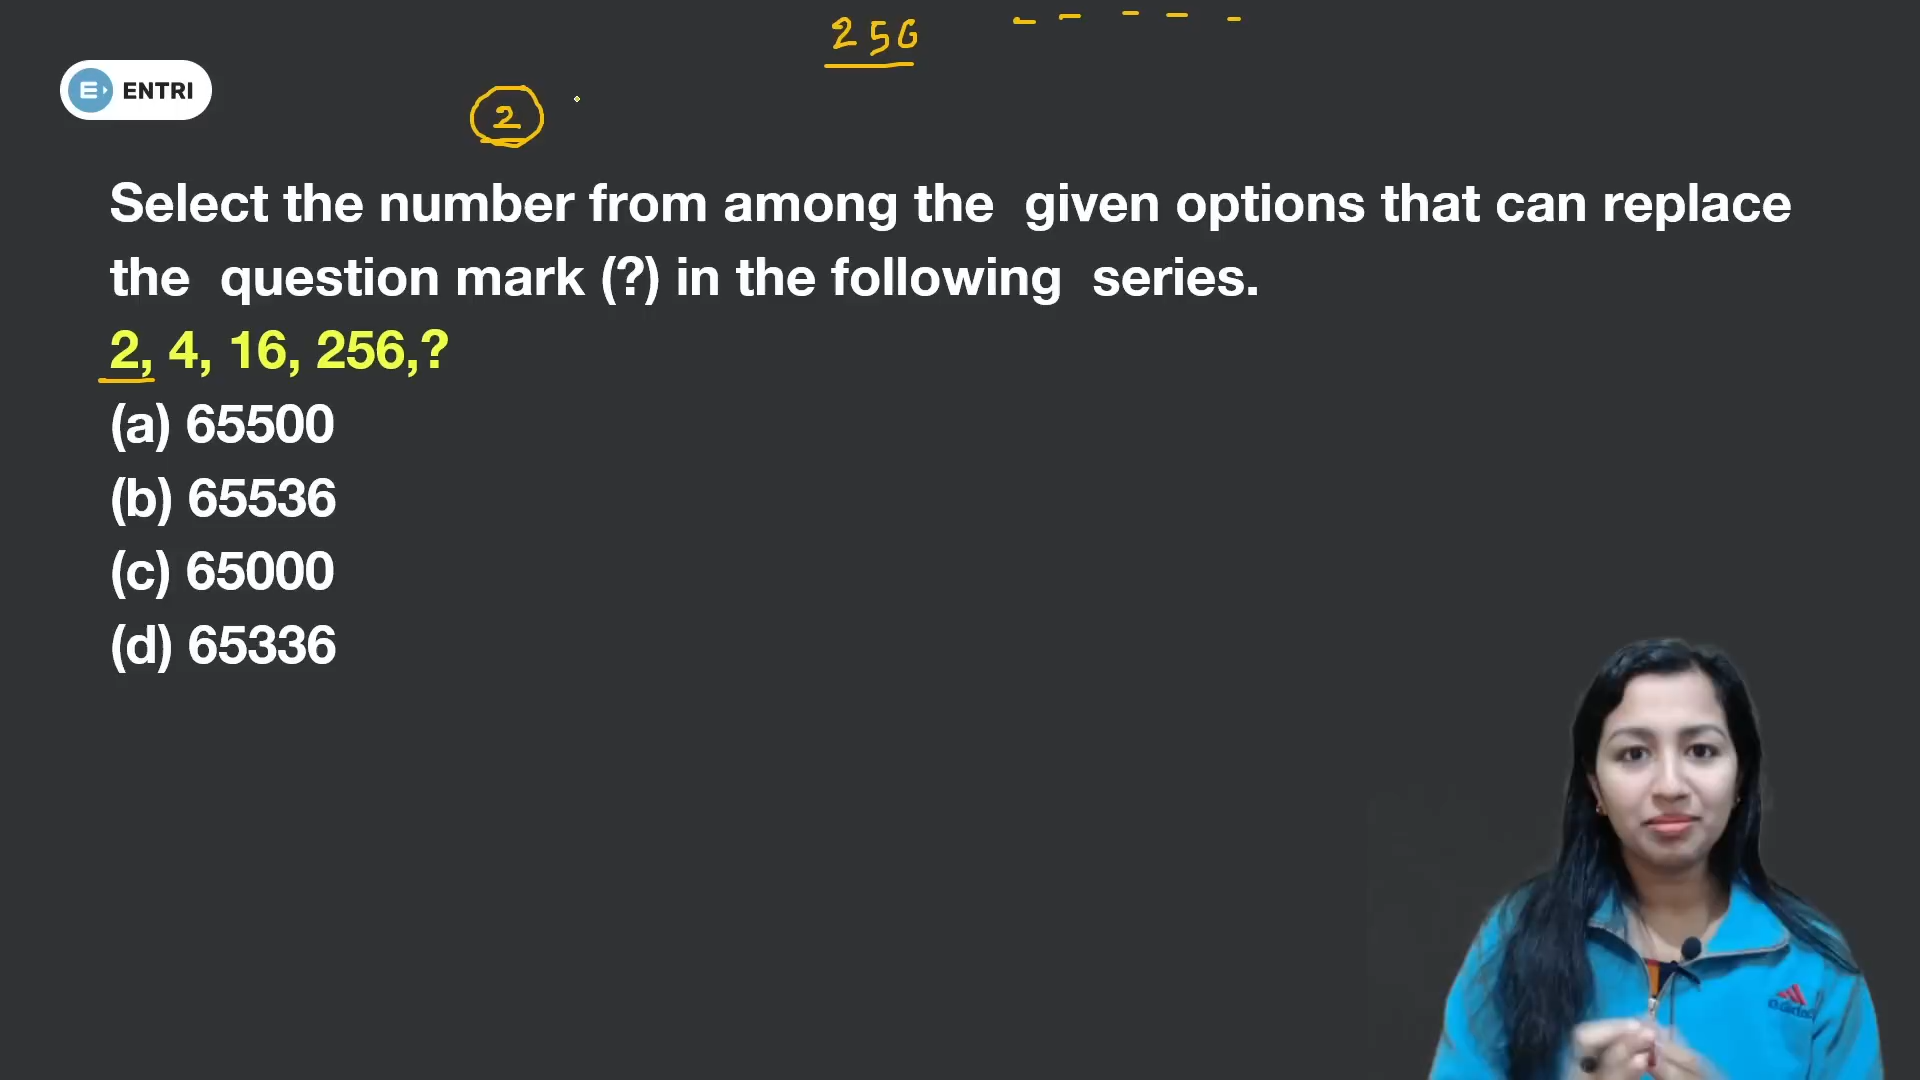 256
ENTRI
2
Select the number from among the given options that can replace
the question mark (?) in the following series.
2, 4, 16, 256,?
(a) 65500
(b) 65536
(c) 65000
(d) 65336
adidas